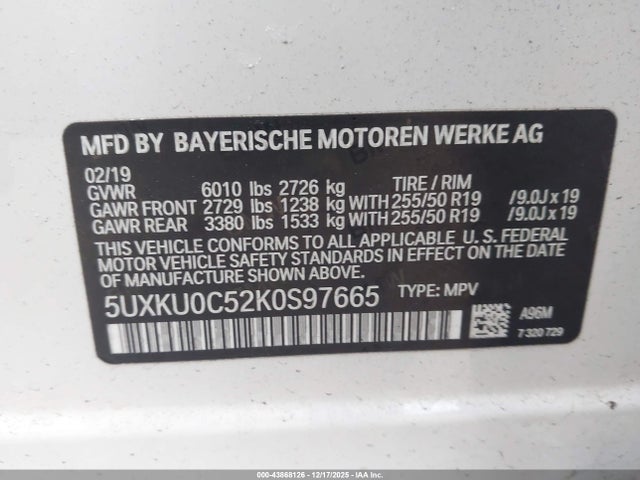 MFD BY BAYERISCHE MOTOREN WERKE AG
02/19
GVWR 6010 lbs 2726 kg TIRE / RIM
GAWR FRONT 2729 lbs 1238 kg WITH 255/50 R19 /9.0J x 19
GAWR REAR 3380 lbs 1533 kg WITH 255/50 R19 /9.0J x 19
THIS VEHICLE CONFORMS TO ALL APPLICABLE U. S. FEDERAL
MOTOR VEHICLE SAFETY STANDARDS IN EFFECT ON THE
DATE OF MANUFACTURE SHOWN ABOVE.
5UXKU0C52K0S97665 TYPE: MPV
A96M
7 320 729
000-43868126 - 12/17/2025 - IAA Inc.